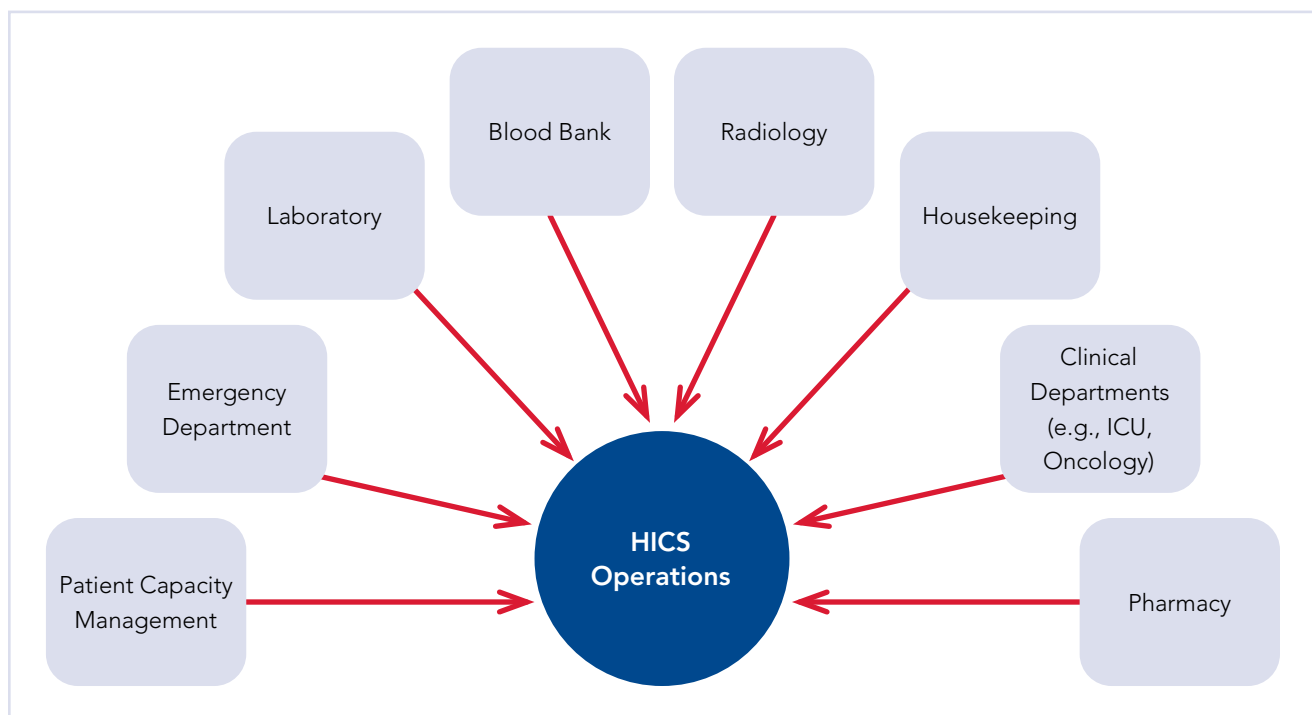 Blood Bank
Radiology
Laboratory
Housekeeping
Emergency
Department
Clinical
Departments
(e.g., ICU,
Oncology)
Patient Capacity
Management
HICS
Operations
Pharmacy